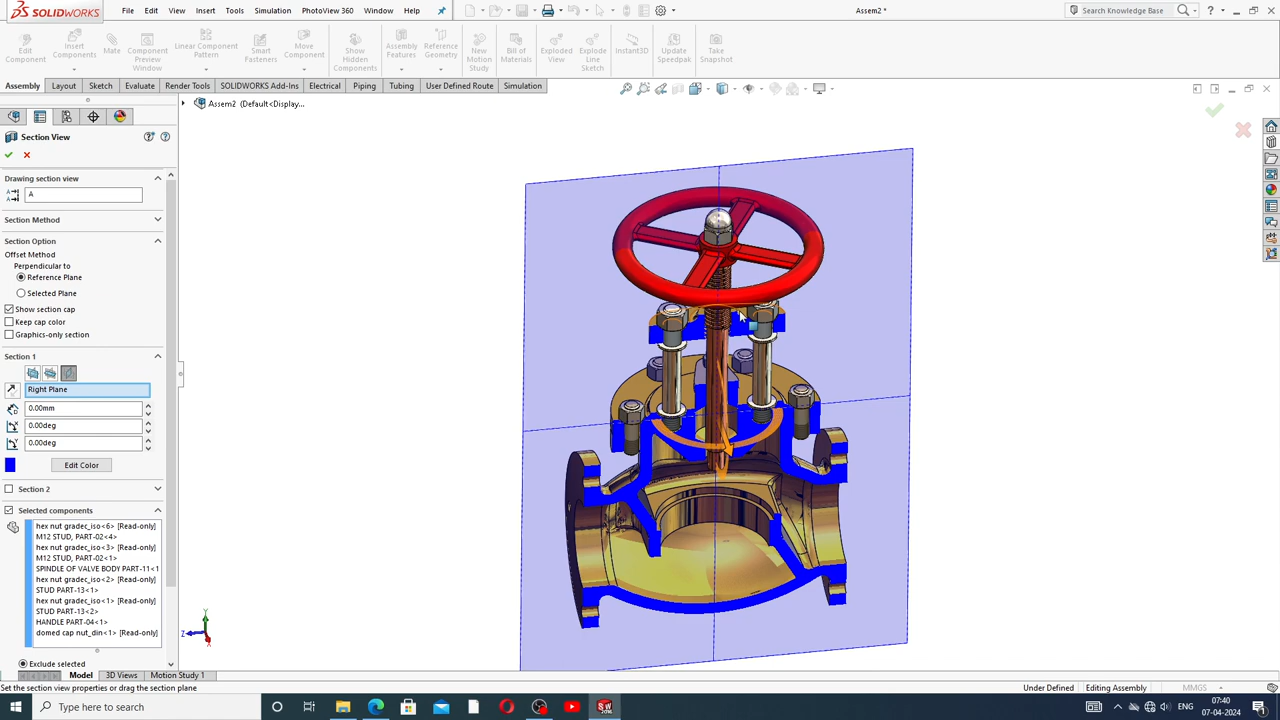 SOLIDWORKS File Edit View Insert Tools Simulation PhotoView 360 Window Help Assem2 * Search Knowledge Base
Edit Component
Insert Components
Mate
Component Preview Window
Linear Component Pattern
Smart Fasteners
Move Component
Show Hidden Components
Assembly Features
Reference Geometry
New Motion Study
Bill of Materials
Exploded View
Explode Line Sketch
Instant3D
Update Speedpak
Take Snapshot
Assembly Layout Sketch Evaluate Render Tools SOLIDWORKS Add-Ins Electrical Piping Tubing User Defined Route Simulation
Assem2 (Default<Display...
Section View
Drawing section view
A
Section Method
Section Option
Offset Method
Perpendicular to
Reference Plane
Selected Plane
Show section cap
Keep cap color
Graphics-only section
Section 1
Right Plane
0.00mm
0.00deg
0.00deg
Edit Color
Section 2
Selected components
hex nut gradec_iso<6> [Read-only]
M12 STUD, PART-02<4>
hex nut gradec_iso<3> [Read-only]
M12 STUD, PART-02<1>
SPINDLE OF VALVE BODY PART-11<1
hex nut gradec_iso<2> [Read-only]
STUD PART-13<1>
hex nut gradec_iso<1> [Read-only]
STUD PART-13<2>
HANDLE PART-04<1>
domed cap nut_din<1> [Read-only]
Exclude selected
Y
Z
X
Model 3D Views Motion Study 1
Set the section view properties or drag the section plane Under Defined Editing Assembly MMGS
Type here to search
ENG
07:40
07-04-2024